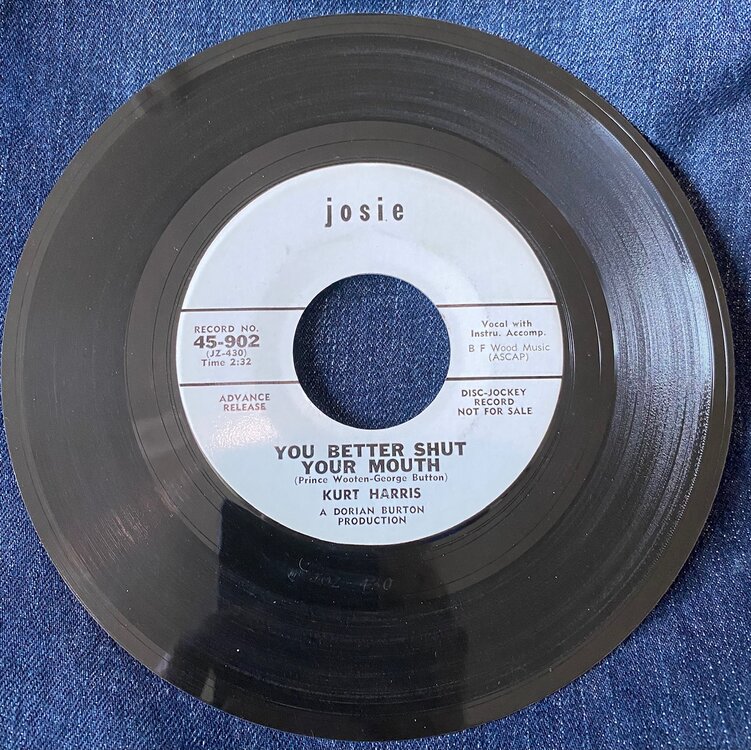 josie
RECORD NO.
45-902
(JZ-430)
Time 2:32
Vocal with
Instru. Accomp.
B F Wood Music
(ASCAP)
ADVANCE
RELEASE
DISC-JOCKEY
RECORD
NOT FOR SALE
YOU BETTER SHUT
YOUR MOUTH
(Prince Wooten-George Button)
KURT HARRIS
A DORIAN BURTON
PRODUCTION